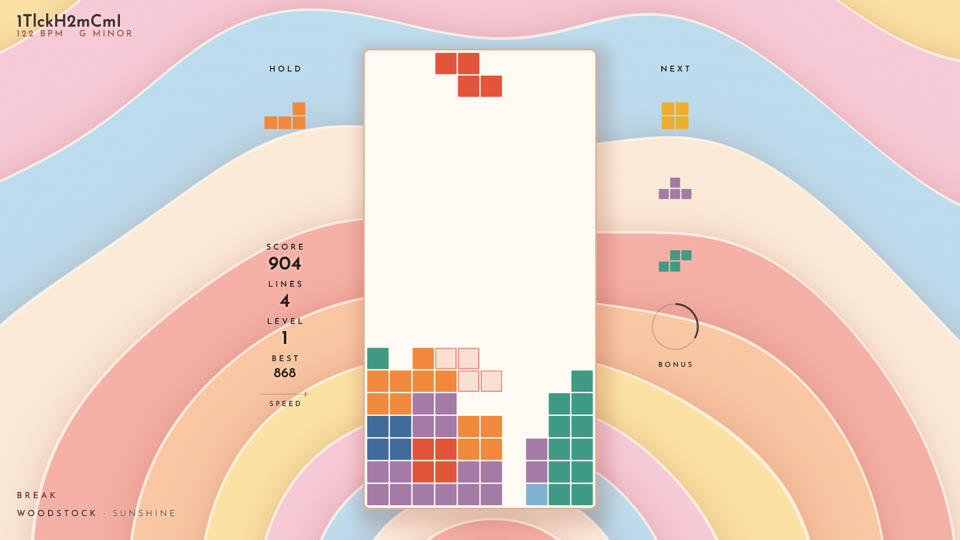 1TlckH2mCml
122 BPM G MINOR
HOLD
NEXT
SCORE
904
LINES
4
LEVEL
1
BEST
868
SPEED
BONUS
BREAK
WOODSTOCK · SUNSHINE